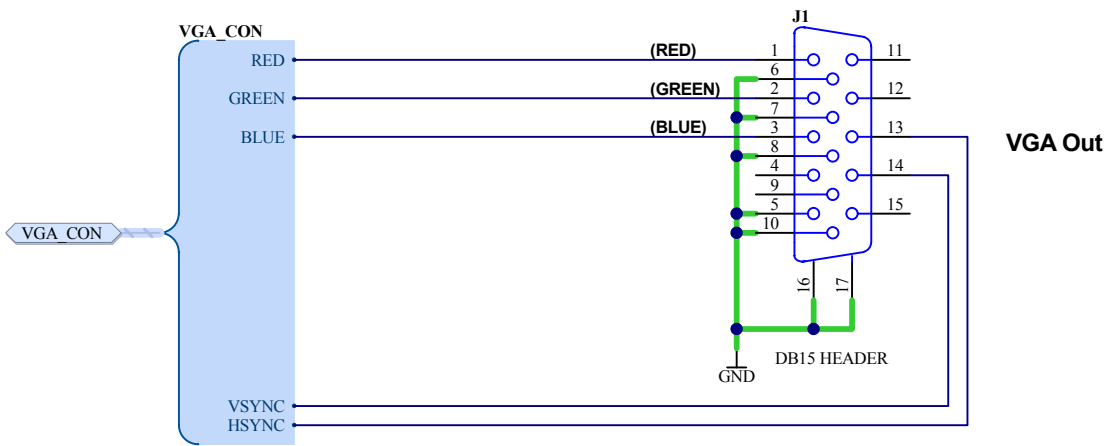 J1
VGA_CON
RED (RED) 1 11
6
GREEN (GREEN) 2 12
7
BLUE (BLUE) 3 13
VGA Out
8
4 14
9
5 15
10
VGA_CON
16 17
DB15 HEADER
GND
VSYNC
HSYNC